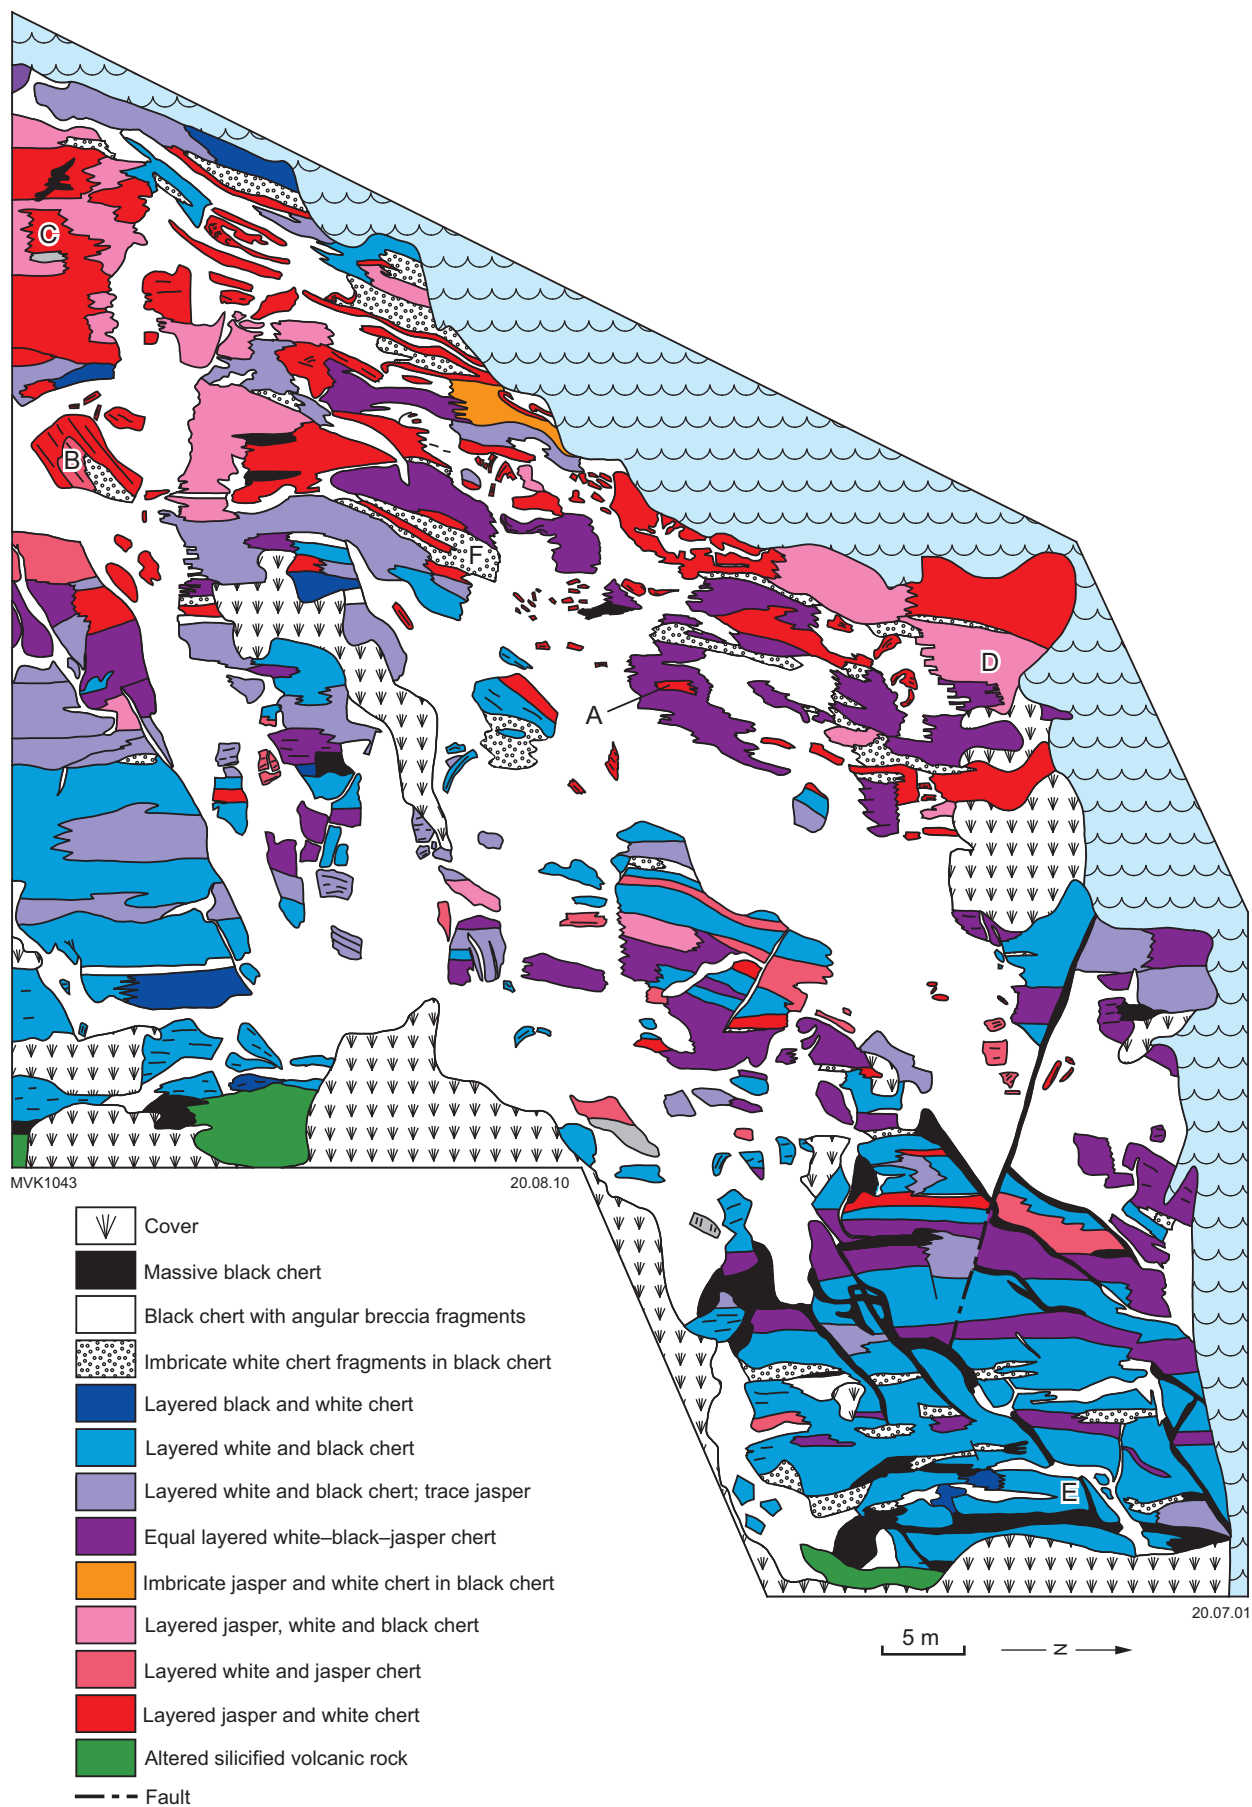 C
B
F
D
A
E
MVK1043
20.08.10
Cover
Massive black chert
Black chert with angular breccia fragments
Imbricate white chert fragments in black chert
Layered black and white chert
Layered white and black chert
Layered white and black chert; trace jasper
Equal layered white–black–jasper chert
Imbricate jasper and white chert in black chert
Layered jasper, white and black chert
Layered white and jasper chert
Layered jasper and white chert
Altered silicified volcanic rock
Fault
20.07.01
5 m
N